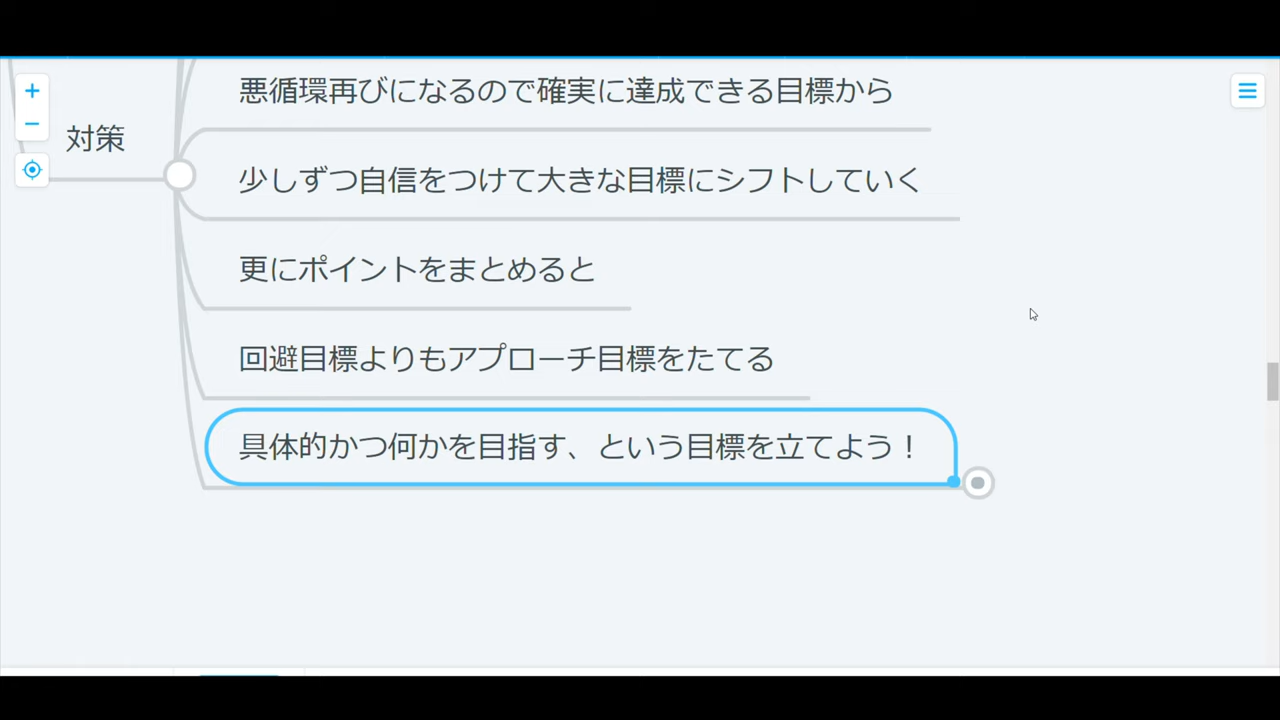 悪循環再びになるので確実に達成できる目標から
対策
少しずつ自信をつけて大きな目標にシフトしていく
更にポイントをまとめると
回避目標よりもアプローチ目標をたてる
具体的かつ何かを目指す、という目標を立てよう！